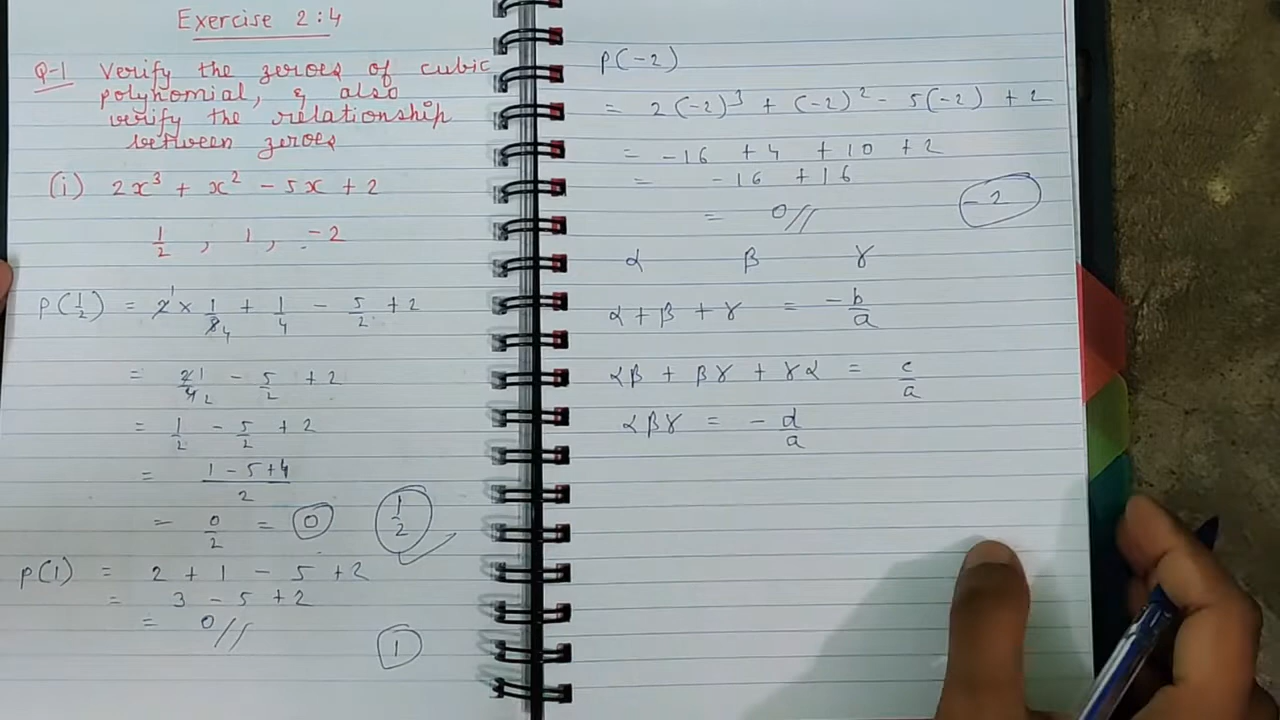 Exercise 2:4
Q-1 Verify the zeroes of cubic
polynomial, & also
verify the relationship
between zeroes
(i) 2x³ + x² - 5x + 2
1/2 , 1 , -2
p(1/2) = 2 1 × 1/8 4 + 1/4 - 5/2 + 2
= 2 1/4 2 - 5/2 + 2
= 1/2 - 5/2 + 2
= (1 - 5 + 4)/2
= 0/2 = 0 1/2
p(1) = 2 + 1 - 5 + 2
= 3 - 5 + 2
= 0//
1
p(-2)
= 2(-2)³ + (-2)² - 5(-2) + 2
= -16 + 4 + 10 + 2
= -16 + 16
= 0// -2
α β γ
α + β + γ = -b/a
αβ + βγ + γα = c/a
αβγ = -d/a